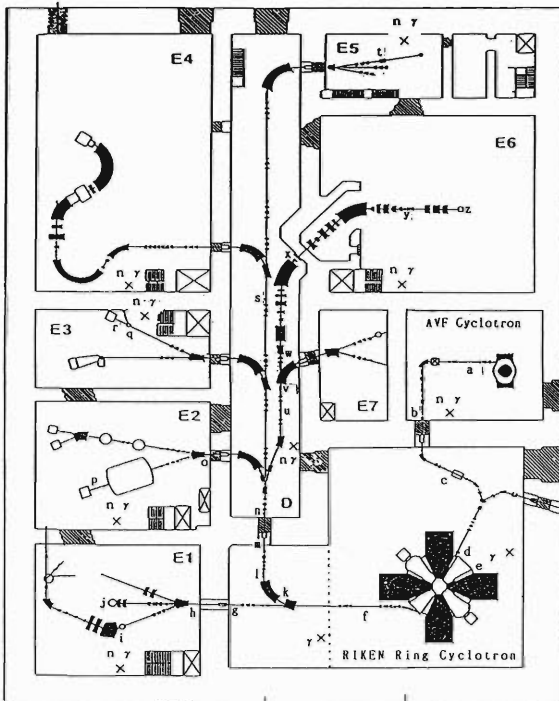 n γ
E5
t
E4
E6
y
z
x
n γ
n γ
n γ
s
r
q
E3
w
v
u
E7
AVF Cyclotron
a
n γ
b
E2
o
n γ
p
n γ
n
D
c
m
d
e
γ
E1
l
k
j
i
h
g
f
n γ
γ
RIKEN Ring Cyclotron